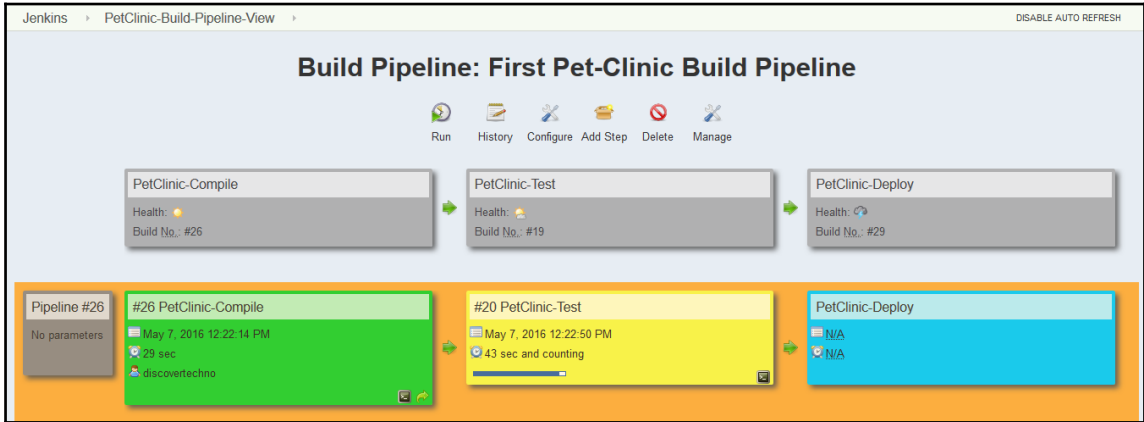 Jenkins PetClinic-Build-Pipeline-View DISABLE AUTO REFRESH
Build Pipeline: First Pet-Clinic Build Pipeline
Run History Configure Add Step Delete Manage
PetClinic-Compile
Health:
Build No.: #26
PetClinic-Test
Health:
Build No.: #19
PetClinic-Deploy
Health:
Build No.: #29
Pipeline #26
No parameters
#26 PetClinic-Compile
May 7, 2016 12:22:14 PM
29 sec
discovertechno
#20 PetClinic-Test
May 7, 2016 12:22:50 PM
43 sec and counting
PetClinic-Deploy
N/A
N/A